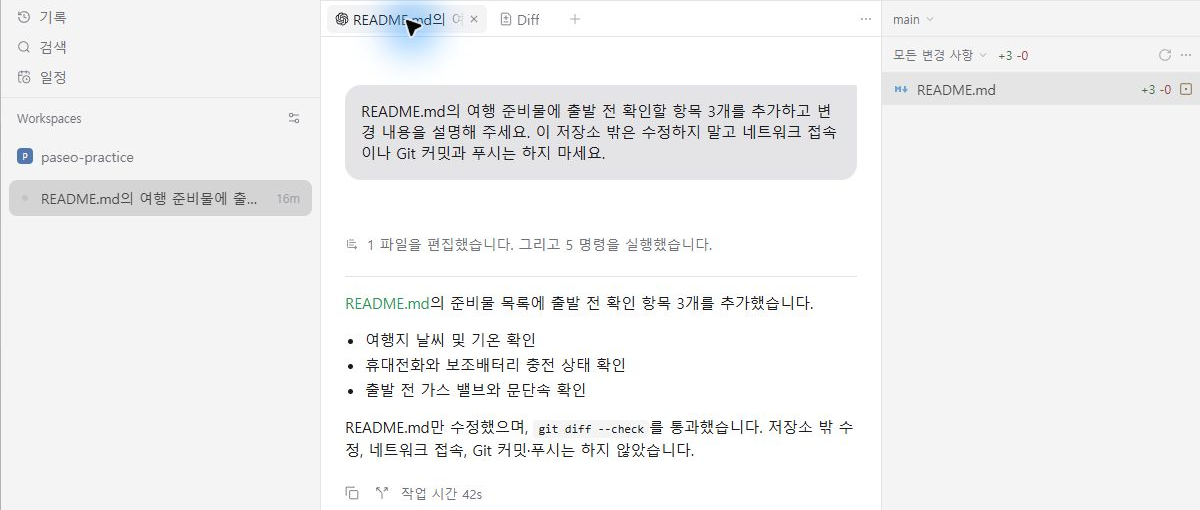 기록
검색
일정
Workspaces
P paseo-practice
README.md의 여행 준비물에 출... 16m
README.md의 여
Diff
README.md의 여행 준비물에 출발 전 확인할 항목 3개를 추가하고 변
경 내용을 설명해 주세요. 이 저장소 밖은 수정하지 말고 네트워크 접속
이나 Git 커밋과 푸시는 하지 마세요.
1 파일을 편집했습니다. 그리고 5 명령을 실행했습니다.
README.md의 준비물 목록에 출발 전 확인 항목 3개를 추가했습니다.
• 여행지 날씨 및 기온 확인
• 휴대전화와 보조배터리 충전 상태 확인
• 출발 전 가스 밸브와 문단속 확인
README.md만 수정했으며, git diff --check 를 통과했습니다. 저장소 밖 수
정, 네트워크 접속, Git 커밋·푸시는 하지 않았습니다.
작업 시간 42s
main
모든 변경 사항 +3 -0
README.md +3 -0